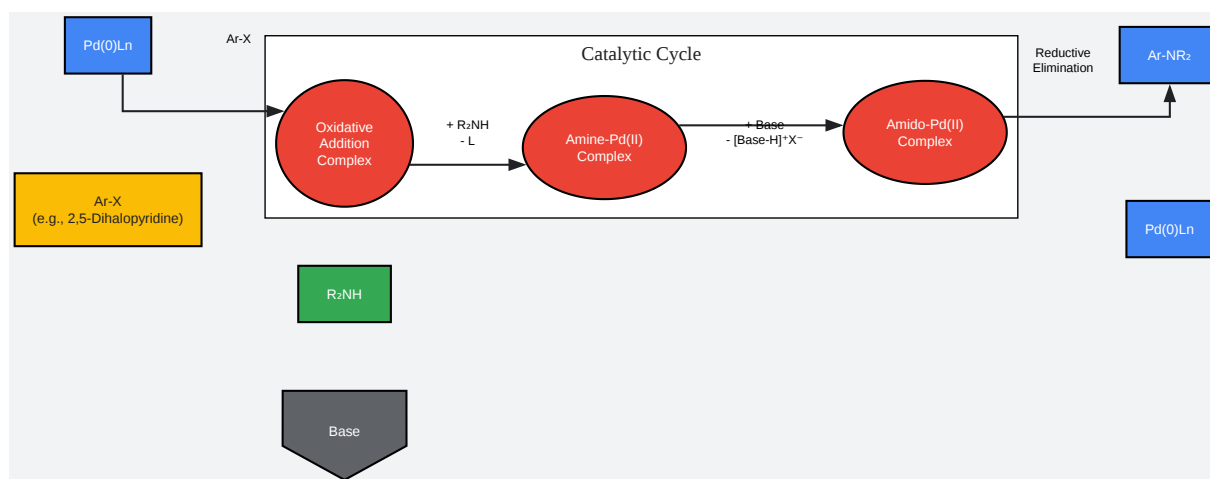 Pd(0)Ln
Ar-X
Catalytic Cycle
Reductive
Elimination
Ar-NR₂
Oxidative
Addition
Complex
+ R₂NH
- L
Amine-Pd(II)
Complex
+ Base
- [Base-H]⁺X⁻
Amido-Pd(II)
Complex
Ar-X
(e.g., 2,5-Dihalopyridine)
Pd(0)Ln
R₂NH
Base